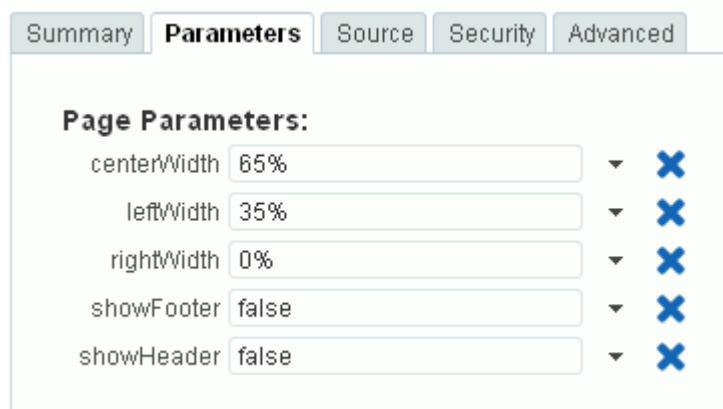 Summary Parameters Source Security Advanced
Page Parameters:
centerWidth 65%
leftWidth 35%
rightWidth 0%
showFooter false
showHeader false